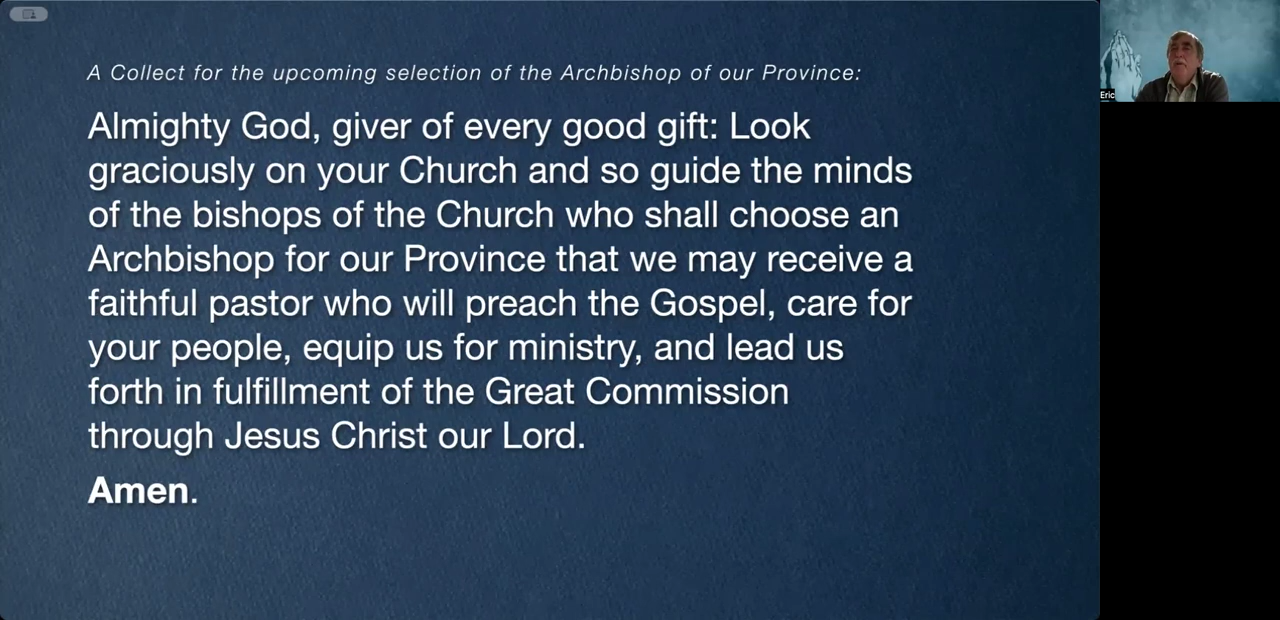 A Collect for the upcoming selection of the Archbishop of our Province:
Almighty God, giver of every good gift: Look
graciously on your Church and so guide the minds
of the bishops of the Church who shall choose an
Archbishop for our Province that we may receive a
faithful pastor who will preach the Gospel, care for
your people, equip us for ministry, and lead us
forth in fulfillment of the Great Commission
through Jesus Christ our Lord.
Amen.
Eric